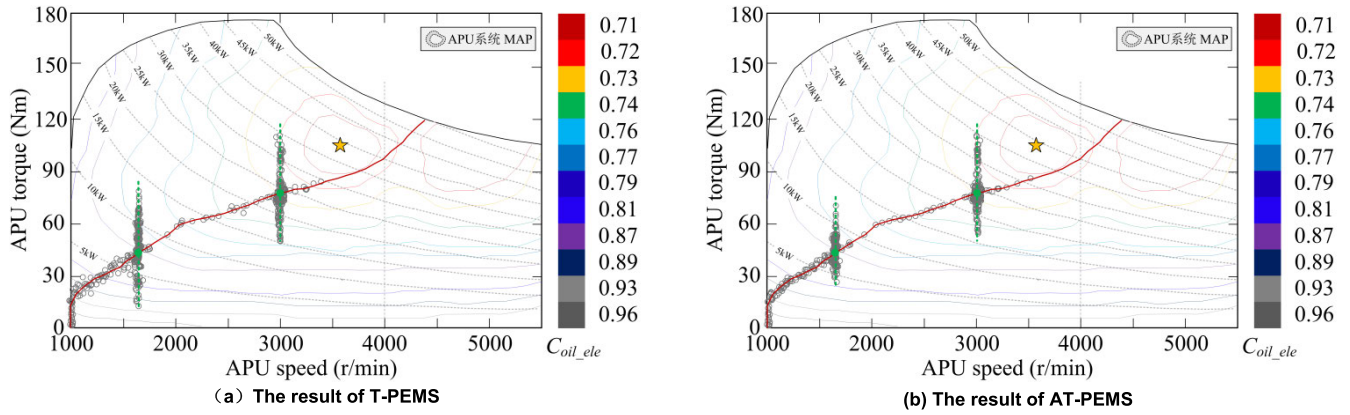 180
150
120
90
60
30
0
APU torque (Nm)
1000
2000
3000
4000
5000
APU speed (r/min)
5kW
10kW
15kW
20kW
25kW
30kW
35kW
40kW
45kW
50kW
APU系统 MAP
0.71
0.72
0.73
0.74
0.76
0.77
0.79
0.81
0.87
0.89
0.93
0.96
C_oil_ele
（a）The result of T-PEMS
180
150
120
90
60
30
0
APU torque (Nm)
1000
2000
3000
4000
5000
APU speed (r/min)
5kW
10kW
15kW
20kW
25kW
30kW
35kW
40kW
45kW
50kW
APU系统 MAP
0.71
0.72
0.73
0.74
0.76
0.77
0.79
0.81
0.87
0.89
0.93
0.96
C_oil_ele
(b) The result of AT-PEMS